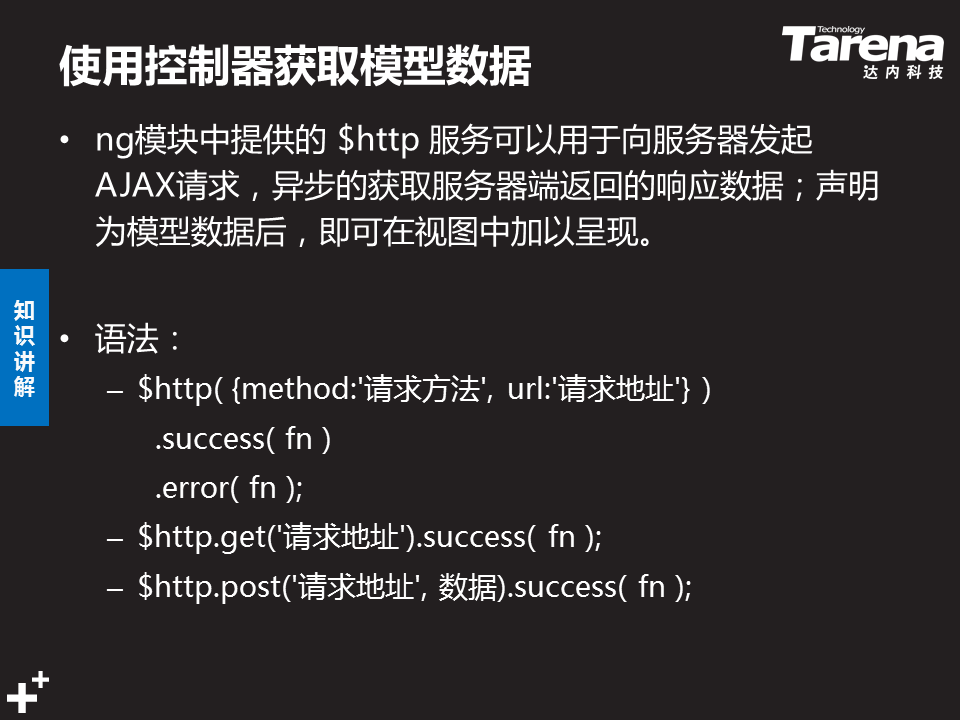 使用控制器获取模型数据
Technology
Tarena
达内科技
• ng模块中提供的 $http 服务可以用于向服务器发起
AJAX请求，异步的获取服务器端返回的响应数据；声明
为模型数据后，即可在视图中加以呈现。
知
识
讲
解
• 语法：
– $http( {method:'请求方法', url:'请求地址'} )
.success( fn )
.error( fn );
– $http.get('请求地址').success( fn );
– $http.post('请求地址', 数据).success( fn );